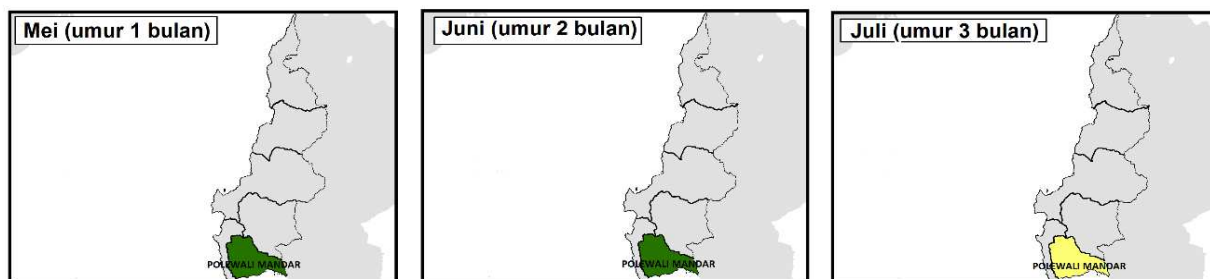 Mei (umur 1 bulan)
POLEWALI MANDAR
Juni (umur 2 bulan)
POLEWALI MANDAR
Juli (umur 3 bulan)
POLEWALI MANDAR